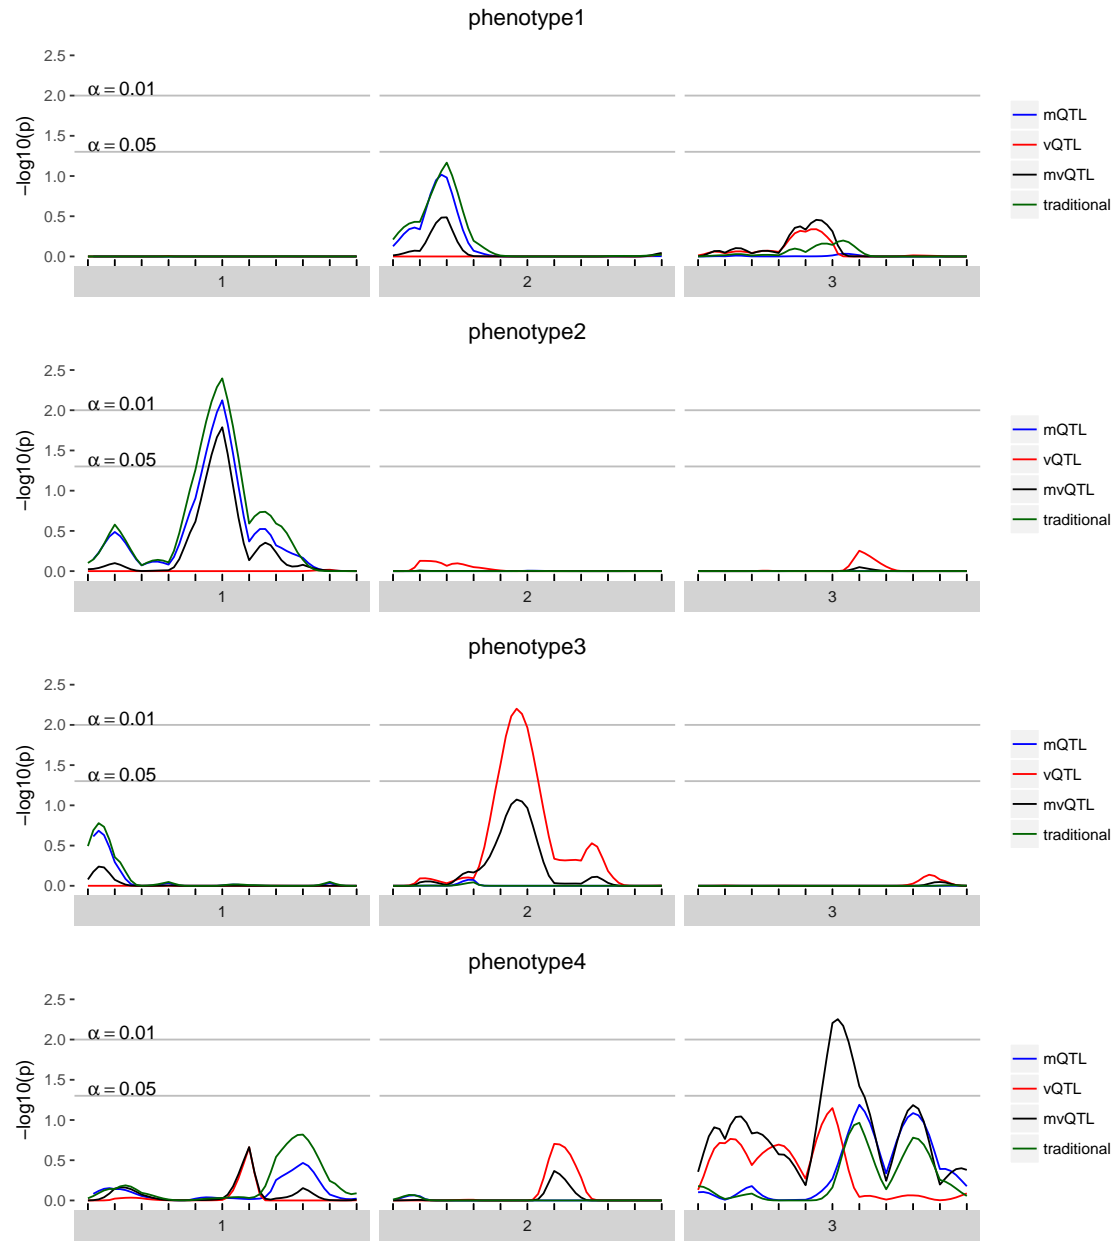 phenotype1
2.5
α = 0.01
2.0
1.5
α = 0.05
1.0
0.5
0.0
−log10(p)
1
2
3
mQTL
vQTL
mvQTL
traditional
phenotype2
2.5
α = 0.01
2.0
1.5
α = 0.05
1.0
0.5
0.0
−log10(p)
1
2
3
mQTL
vQTL
mvQTL
traditional
phenotype3
2.5
α = 0.01
2.0
1.5
α = 0.05
1.0
0.5
0.0
−log10(p)
1
2
3
mQTL
vQTL
mvQTL
traditional
phenotype4
2.5
α = 0.01
2.0
1.5
α = 0.05
1.0
0.5
0.0
−log10(p)
1
2
3
mQTL
vQTL
mvQTL
traditional